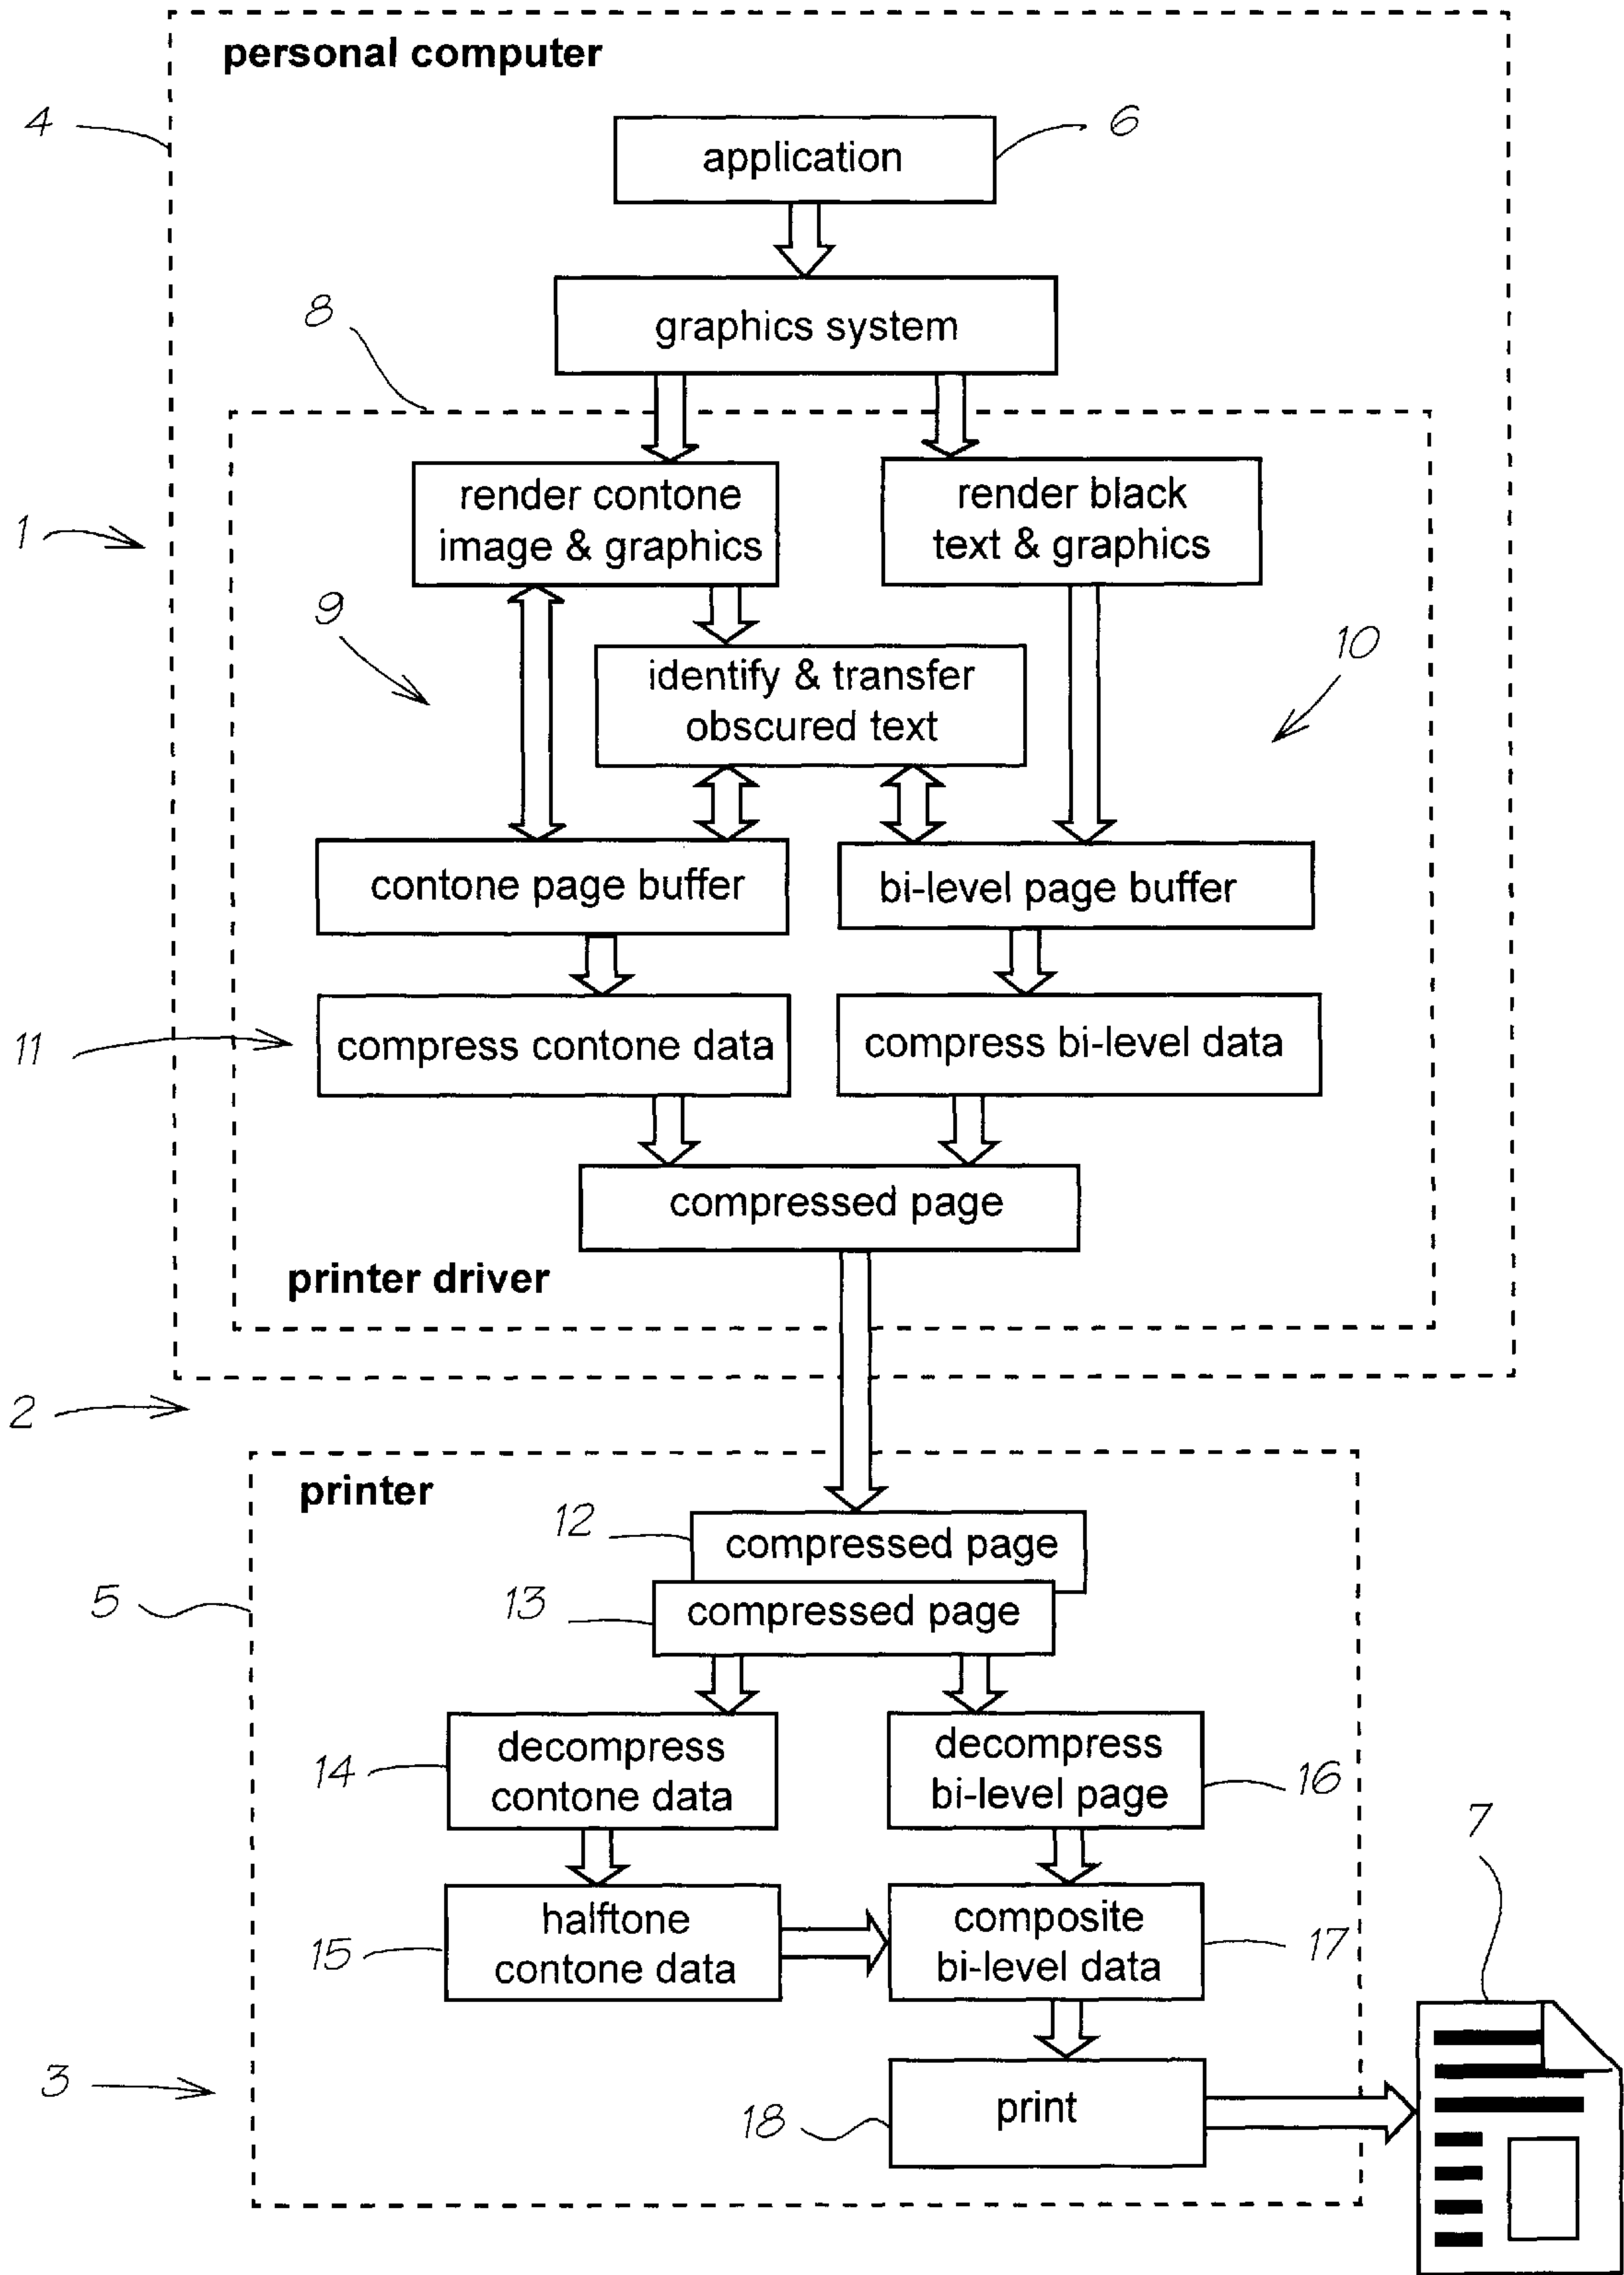 personal computer
4
6
application
8
graphics system
1
render contone
image & graphics
render black
text & graphics
9
10
identify & transfer
obscured text
contone page buffer
bi-level page buffer
11
compress contone data
compress bi-level data
compressed page
printer driver
2
printer
12
compressed page
5
13
compressed page
14
decompress
contone data
decompress
bi-level page
16
7
15
halftone
contone data
composite
bi-level data
17
3
18
print